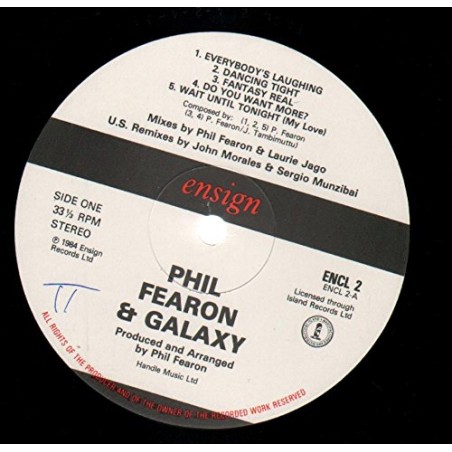 1. EVERYBODY'S LAUGHING
2. DANCING TIGHT
3. FANTASY REAL
4. DO YOU WANT MORE?
5. WAIT UNTIL TONIGHT (My Love)
Composed by: (1, 2, 5) P. Fearon
(3, 4) P. Fearon/J. Tambimuttu
Mixes by Phil Fearon & Laurie Jago
U.S. Remixes by John Morales & Sergio Munzibai
ensign
SIDE ONE
33⅓ RPM
STEREO
℗ 1984 Ensign
Records Ltd
ENCL 2
ENCL 2-A
Licensed through
Island Records Ltd
PHIL
FEARON
& GALAXY
Produced and Arranged
by Phil Fearon
Handle Music Ltd
ALL RIGHTS OF THE PRODUCER AND OF THE OWNER OF THE RECORDED WORK RESERVED